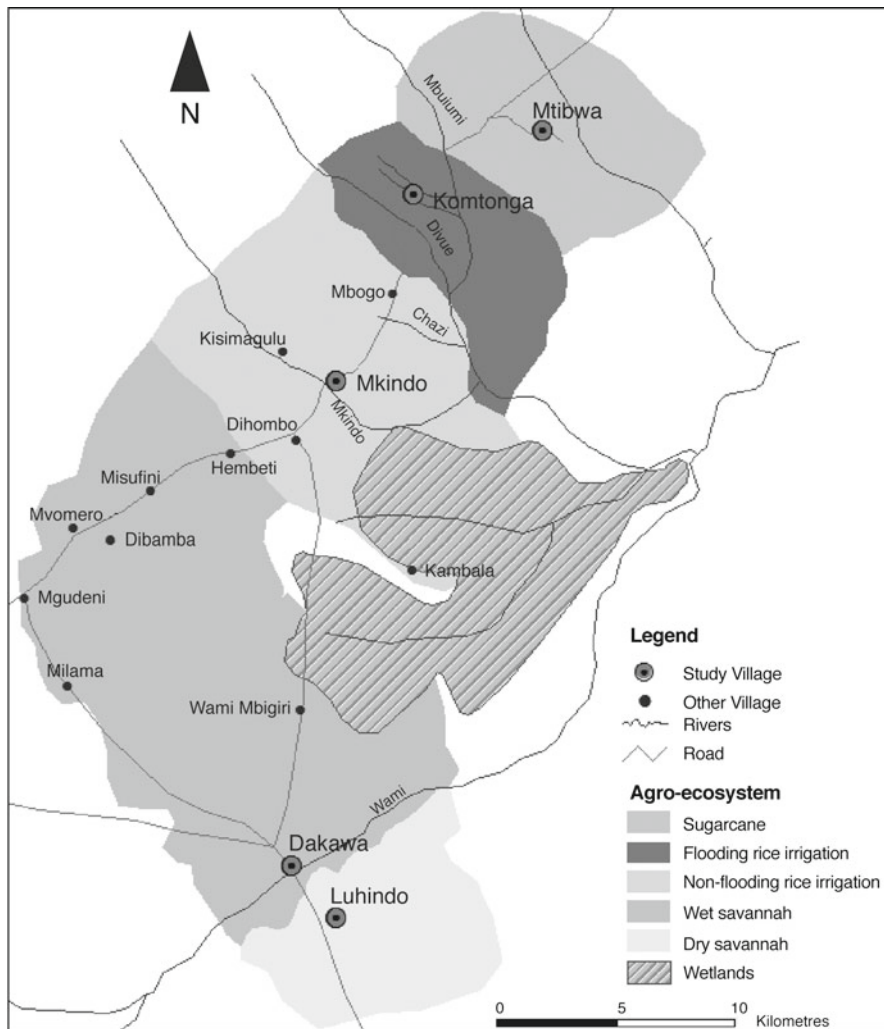 N
Mbuiumi
Mtibwa
Komtonga
Divue
Mbogo
Chazi
Kisimagulu
Mkindo
Mkindo
Dihombo
Hembeti
Misufini
Mvomero
Dibamba
Kambala
Mgudeni
Milama
Wami Mbigiri
Wami
Dakawa
Luhindo
Legend
Study Village
Other Village
Rivers
Road
Agro-ecosystem
Sugarcane
Flooding rice irrigation
Non-flooding rice irrigation
Wet savannah
Dry savannah
Wetlands
0 5 10
Kilometres